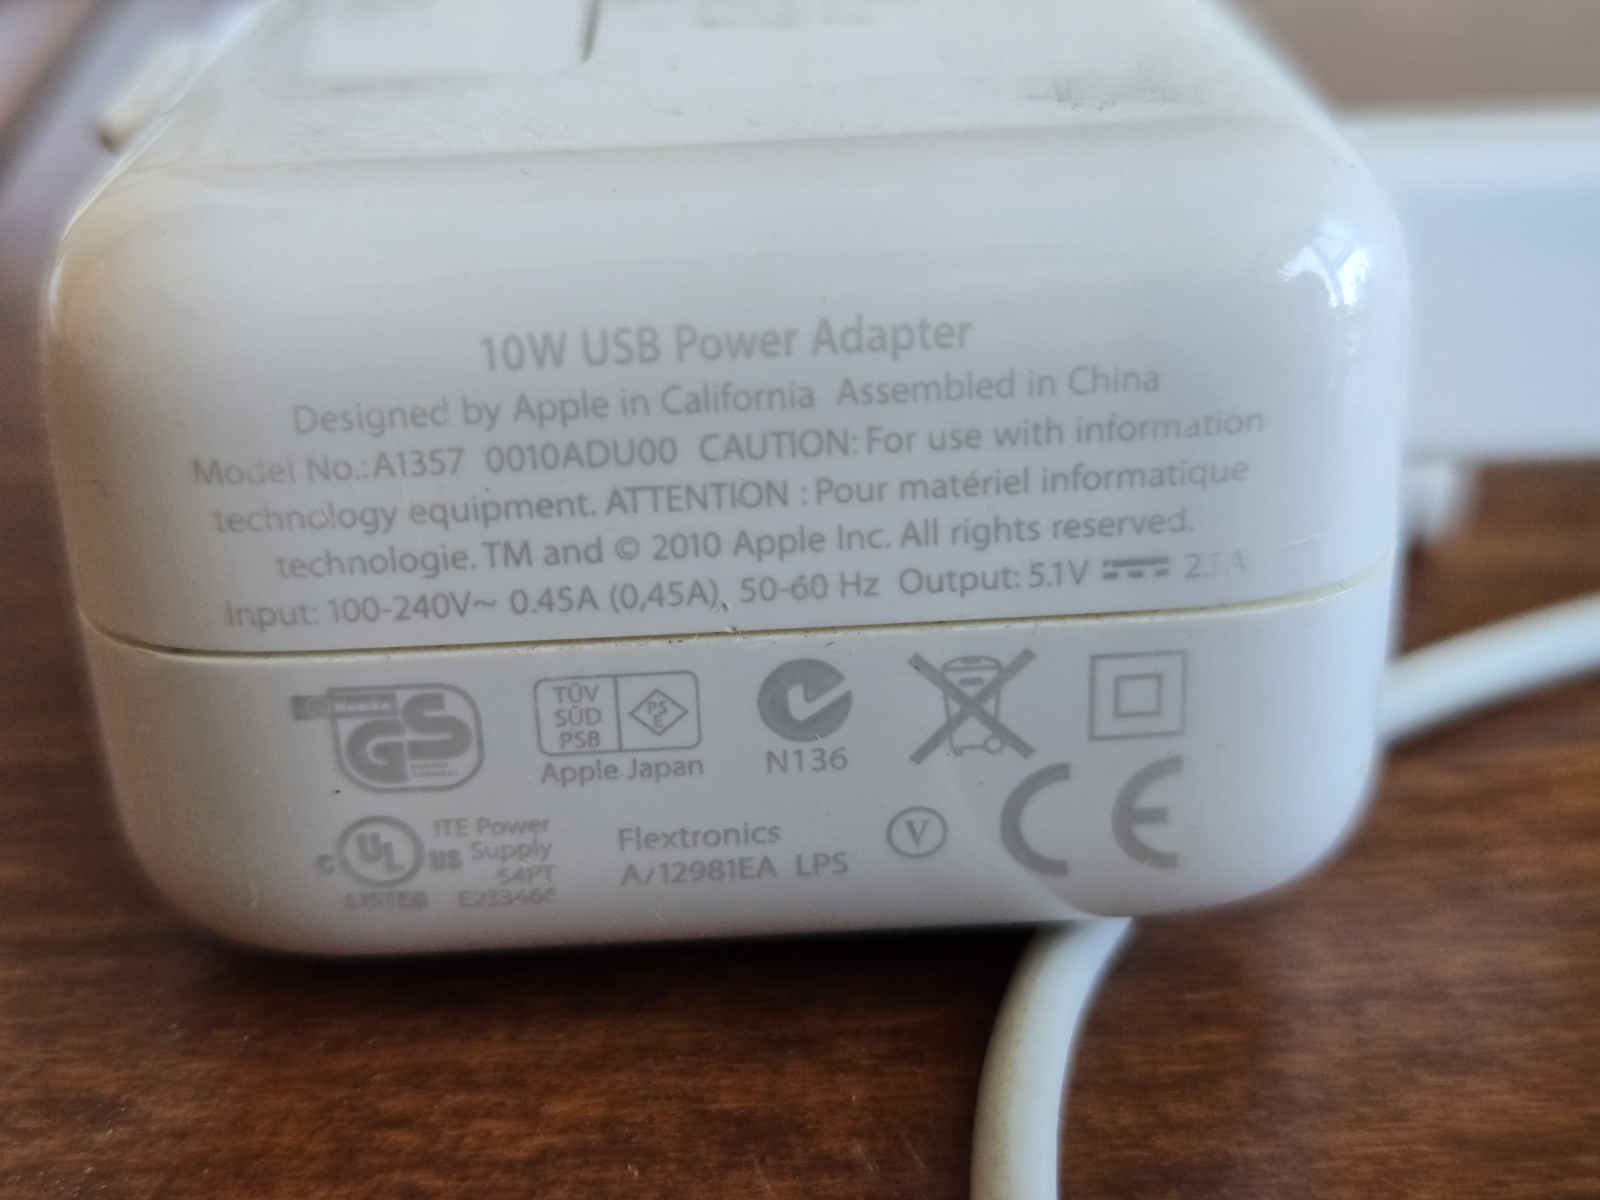 10W USB Power Adapter
Designed by Apple in California Assembled in China
Model No.: A1357 0010ADU00 CAUTION: For use with information
technology equipment. ATTENTION : Pour matériel informatique
technologie. TM and © 2010 Apple Inc. All rights reserved.
Input: 100-240V~ 0.45A (0,45A), 50-60 Hz Output: 5.1V
GS
TÜV
SÜD
PSB
PS
E
Apple Japan
N136
c UL US
LISTED
ITE Power
Supply
54PT
Flextronics
A/12981EA LPS
V
CE